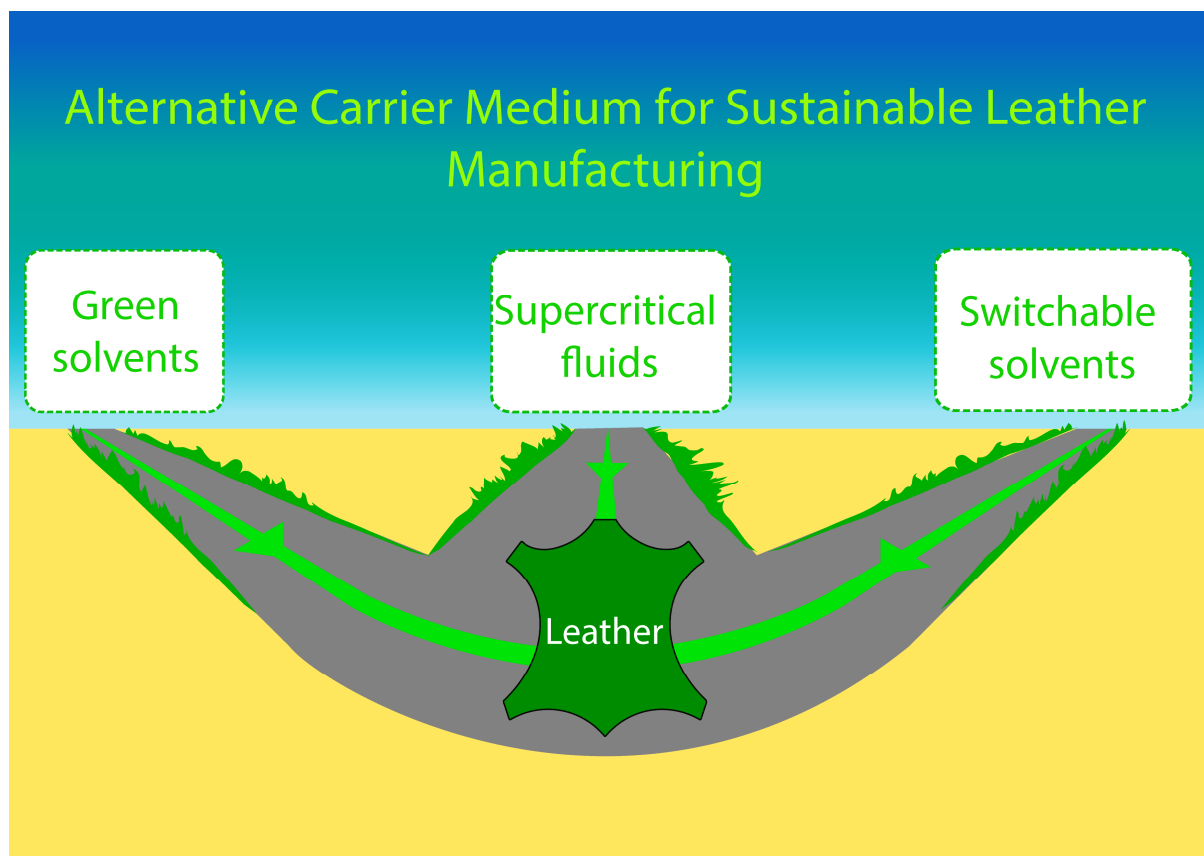 Alternative Carrier Medium for Sustainable Leather
Manufacturing
Green
solvents
Supercritical
fluids
Switchable
solvents
Leather